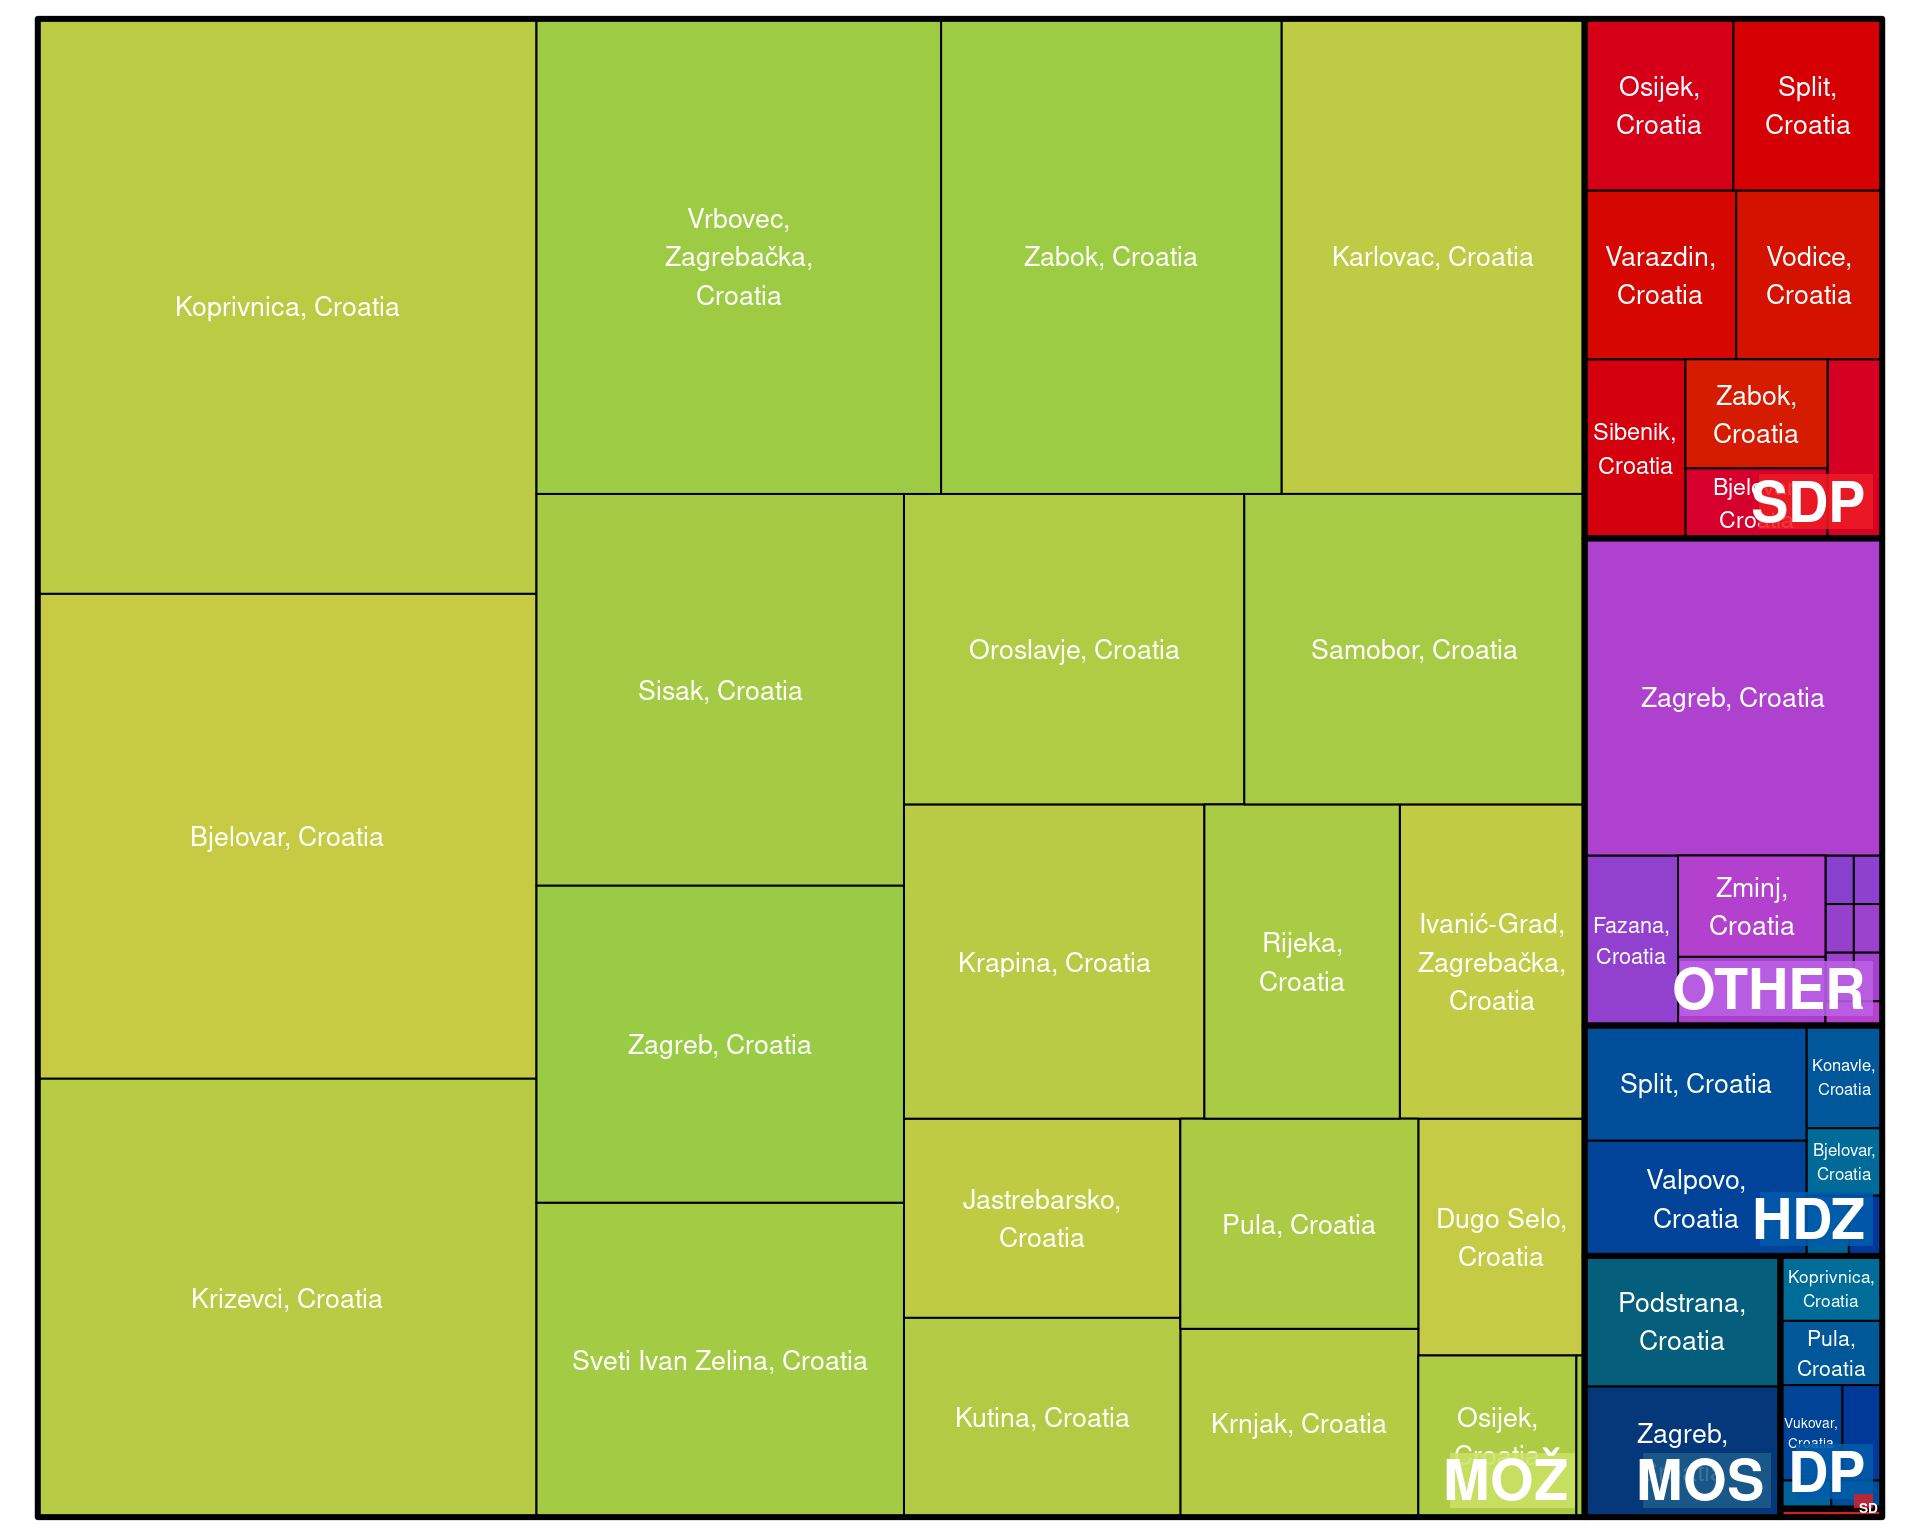 Koprivnica, Croatia
Bjelovar, Croatia
Krizevci, Croatia
Vrbovec,
Zagrebačka,
Croatia
Zabok, Croatia
Karlovac, Croatia
Sisak, Croatia
Oroslavje, Croatia
Samobor, Croatia
Zagreb, Croatia
Krapina, Croatia
Rijeka,
Croatia
Ivanić-Grad,
Zagrebačka,
Croatia
Sveti Ivan Zelina, Croatia
Jastrebarsko,
Croatia
Pula, Croatia
Dugo Selo,
Croatia
Kutina, Croatia
Krnjak, Croatia
Osijek,
Croatia
MOŽ
Osijek,
Croatia
Split,
Croatia
Varazdin,
Croatia
Vodice,
Croatia
Sibenik,
Croatia
Zabok,
Croatia
Bjelovar,
Croatia
SDP
Zagreb, Croatia
Fazana,
Croatia
Zminj,
Croatia
OTHER
Split, Croatia
Konavle,
Croatia
Bjelovar,
Croatia
Valpovo,
Croatia
HDZ
Podstrana,
Croatia
Zagreb,
MOS
Koprivnica,
Croatia
Pula,
Croatia
Vukovar,
Croatia
DP
SD